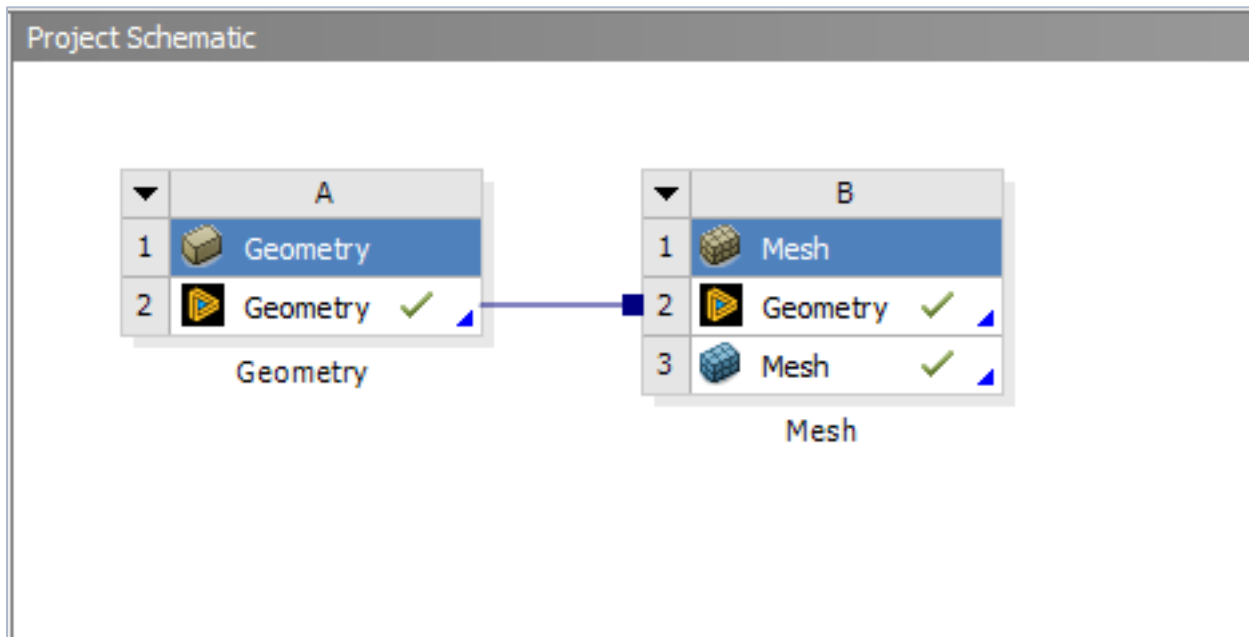 Project Schematic
A
1 Geometry
2 Geometry
Geometry
B
1 Mesh
2 Geometry
3 Mesh
Mesh